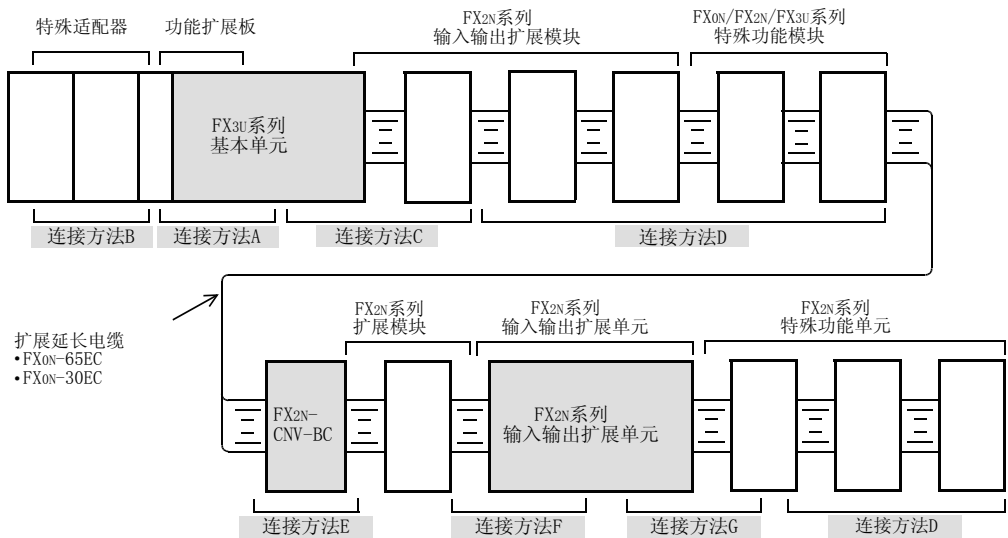 特殊适配器
功能扩展板
FX2N系列
输入输出扩展模块
FX0N/FX2N/FX3U系列
特殊功能模块
FX3U系列
基本单元
连接方法B
连接方法A
连接方法C
连接方法D
扩展延长电缆
•FX0N-65EC
•FX0N-30EC
FX2N系列
扩展模块
FX2N系列
输入输出扩展单元
FX2N系列
特殊功能单元
FX2N-
CNV-BC
FX2N系列
输入输出扩展单元
连接方法E
连接方法F
连接方法G
连接方法D